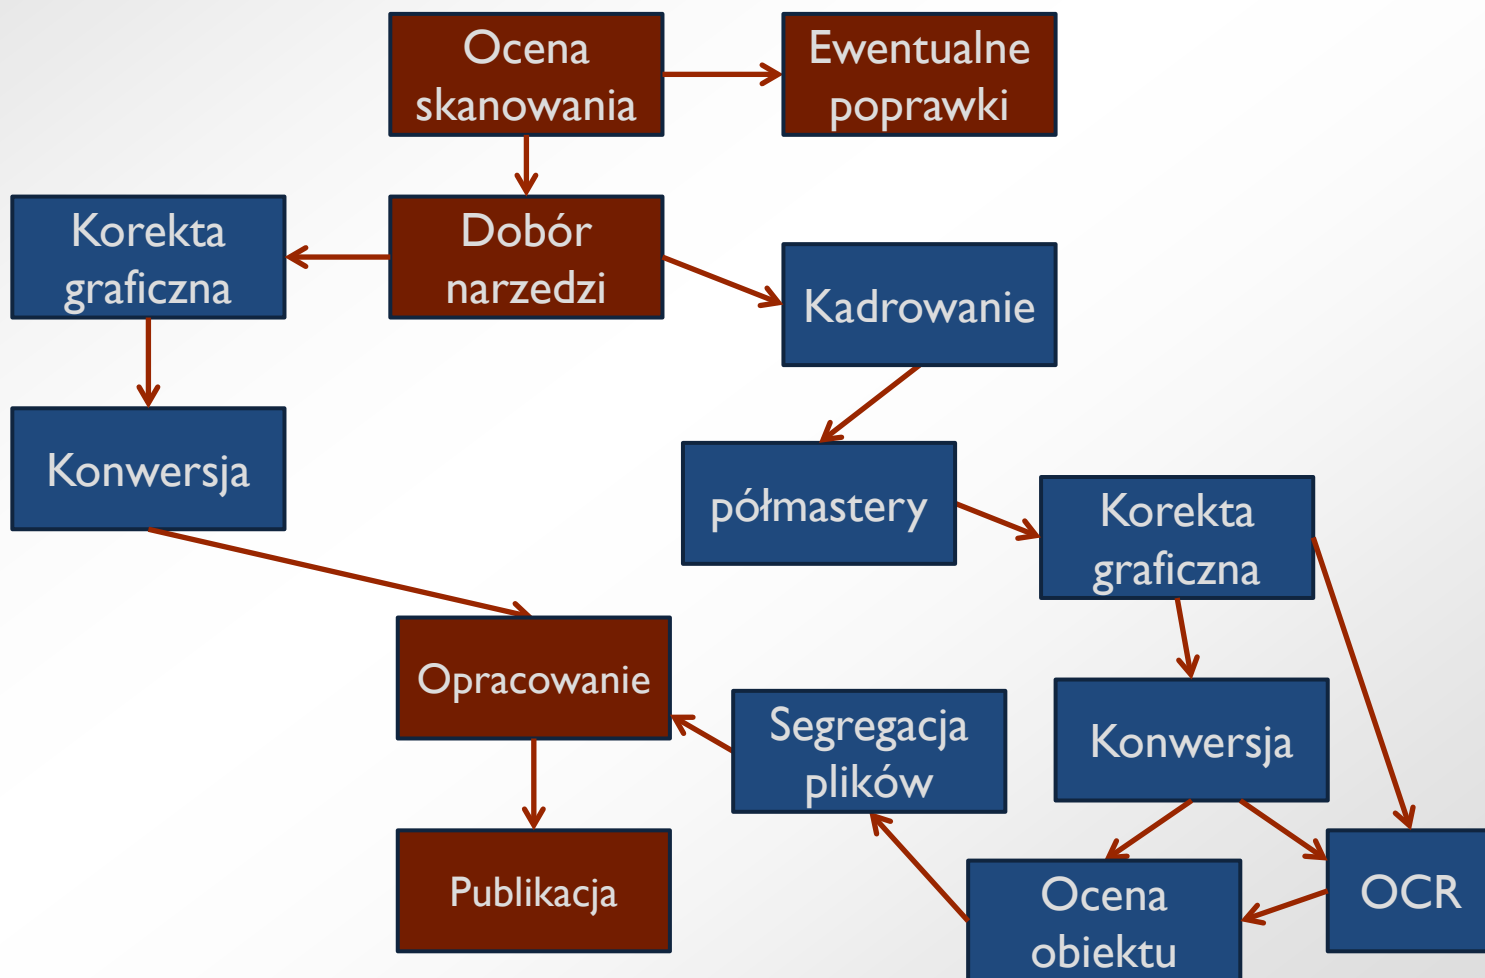 Ocena
skanowania
Ewentualne
poprawki
Korekta
graficzna
Dobór
narzedzi
Kadrowanie
Konwersja
półmastery
Korekta
graficzna
Opracowanie
Segregacja
plików
Konwersja
Publikacja
Ocena
obiektu
OCR